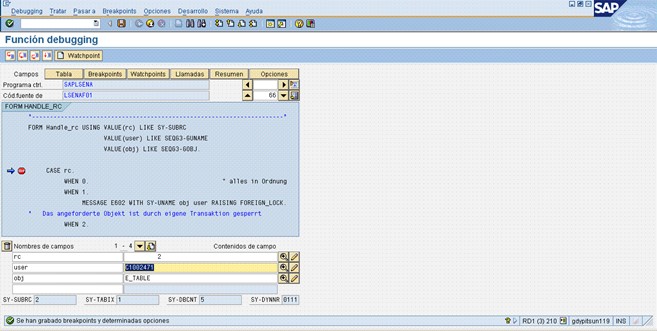 Debugging Tratar Pasar a Breakpoints Opciones Desarrollo Sistema Ayuda
SAP
Función debugging
Watchpoint
Campos Tabla Breakpoints Watchpoints Llamadas Resumen Opciones
Programa ctrl. SAPLSENA
Cód.fuente de LSENAF01 66
FORM HANDLE_RC
*----------------------------------------------------------------*
FORM Handle_rc USING VALUE(rc) LIKE SY-SUBRC
VALUE(user) LIKE SEQG3-GUNAME
VALUE(obj) LIKE SEQG3-GOBJ.
CASE rc.
WHEN 0. " alles in Ordnung
WHEN 1.
MESSAGE E602 WITH SY-UNAME obj user RAISING FOREIGN_LOCK.
* Das angeforderte Objekt ist durch eigene Transaktion gesperrt
WHEN 2.
Nombres de campos 1 - 4 Contenidos de campo
rc 2
user C1002471
obj E_TABLE
SY-SUBRC 2 SY-TABIX 1 SY-DBCNT 5 SY-DYNNR 0111
Se han grabado breakpoints y determinadas opciones RD1 (3) 210 gdypitsun119 INS